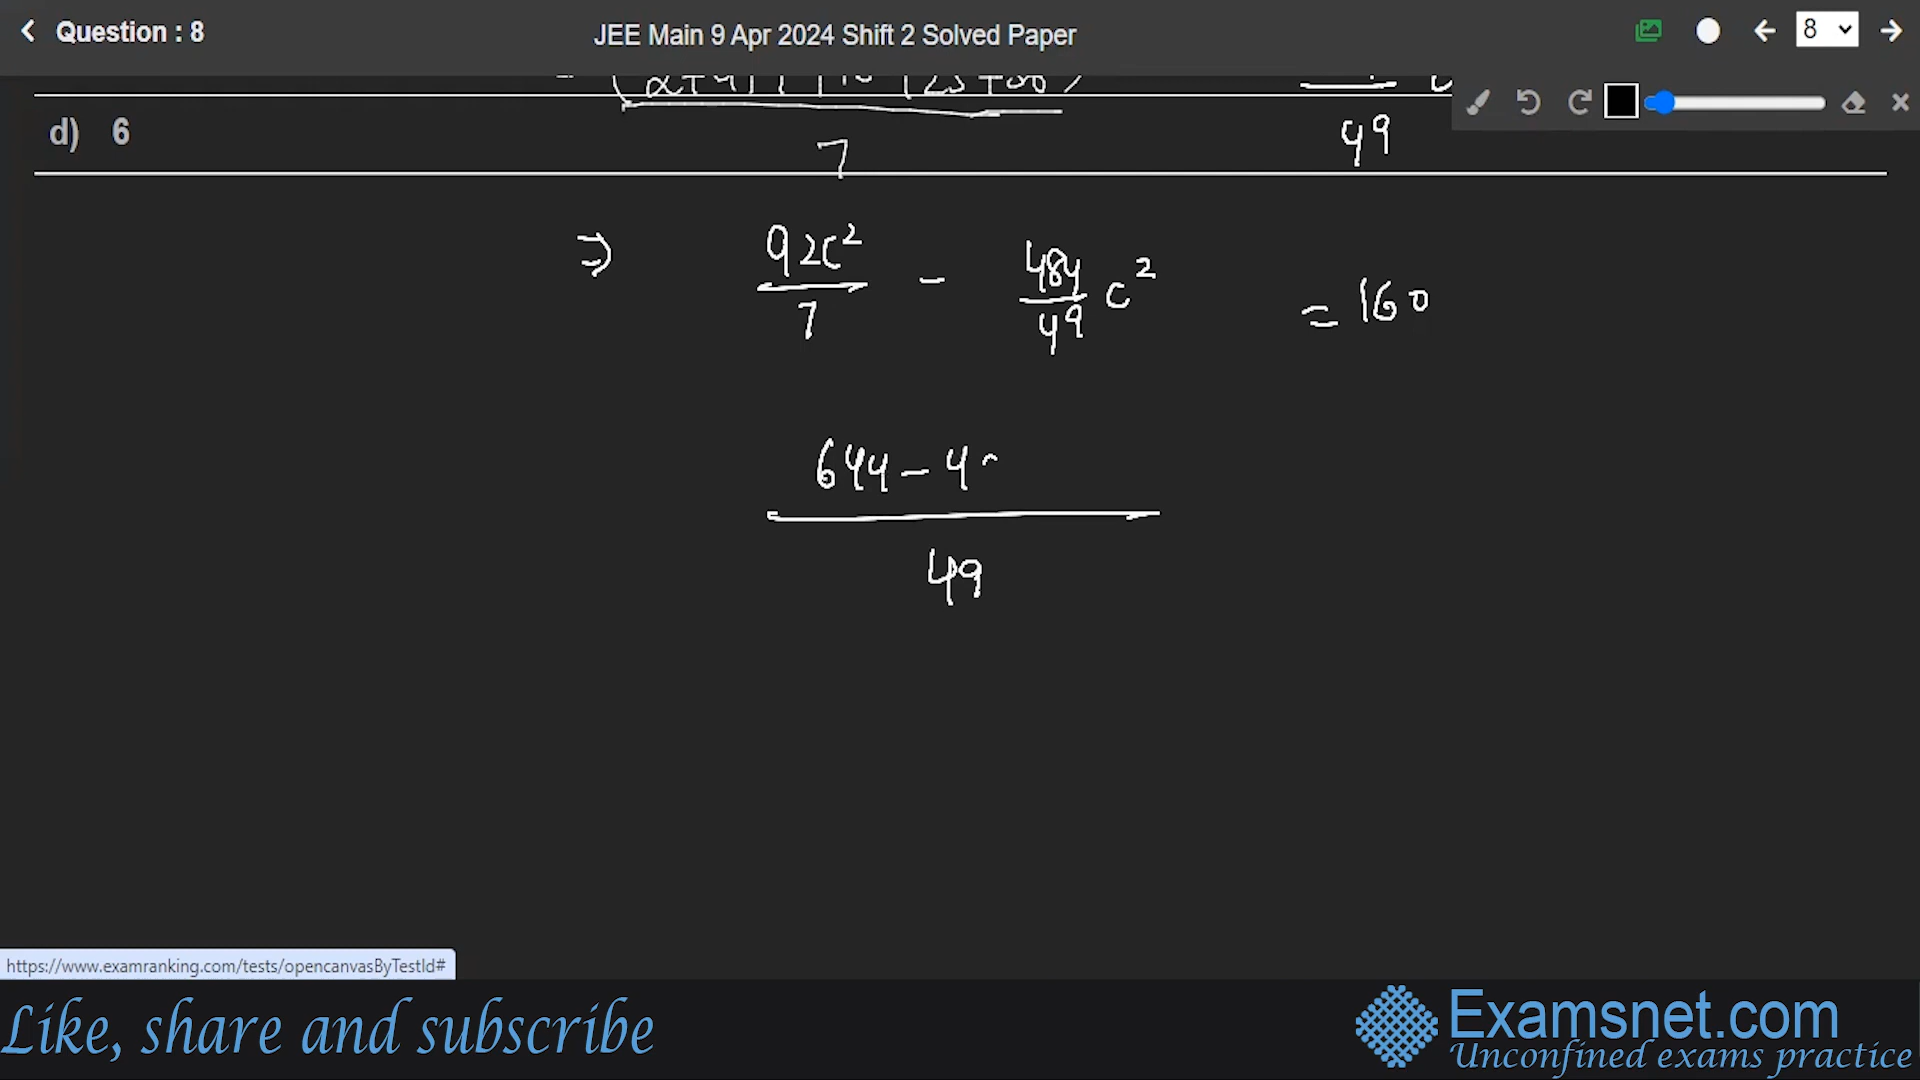 Question : 8
JEE Main 9 Apr 2024 Shift 2 Solved Paper
8
d) 6
7
49
⇒ 92c²/7 − 484/49 c² = 160
644 − 4
49
https://www.examranking.com/tests/opencanvasByTestId#
Like, share and subscribe
Examsnet.com
Unconfined exams practice